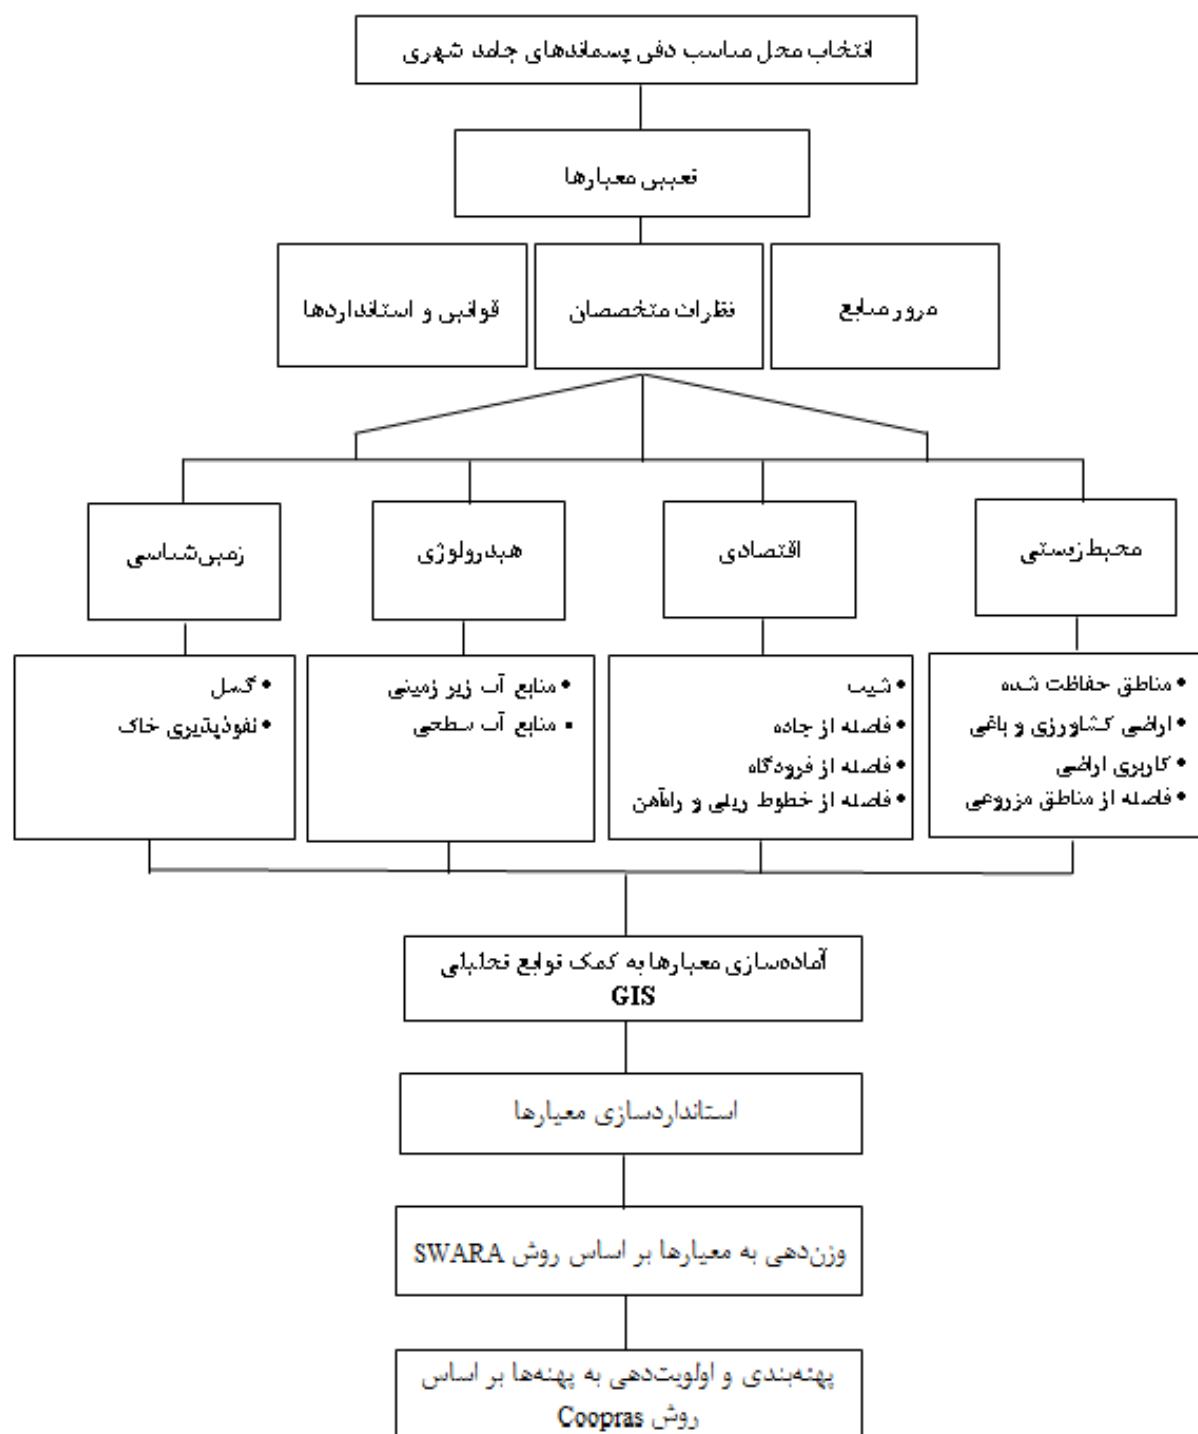 انتخاب محل مناسب دفن پسماندهای جامد شهری
تعیین معیارها
مرور منابع
نظرات متخصصان
قوانین و استانداردها
محیط‌زیستی
اقتصادی
هیدرولوژی
زمین‌شناسی
• مناطق حفاظت شده
• اراضی کشاورزی و باغی
• کاربری اراضی
• فاصله از مناطق مزروعی
• شیب
• فاصله از جاده
• فاصله از فرودگاه
• فاصله از خطوط ریلی و راه‌آهن
• منابع آب زیر زمینی
• منابع آب سطحی
• گسل
• نفوذپذیری خاک
آماده‌سازی معیارها به کمک توابع تحلیلی
GIS
استانداردسازی معیارها
وزن‌دهی به معیارها بر اساس روش SWARA
پهنه‌بندی و اولویت‌دهی به پهنه‌ها بر اساس
روش Coopras